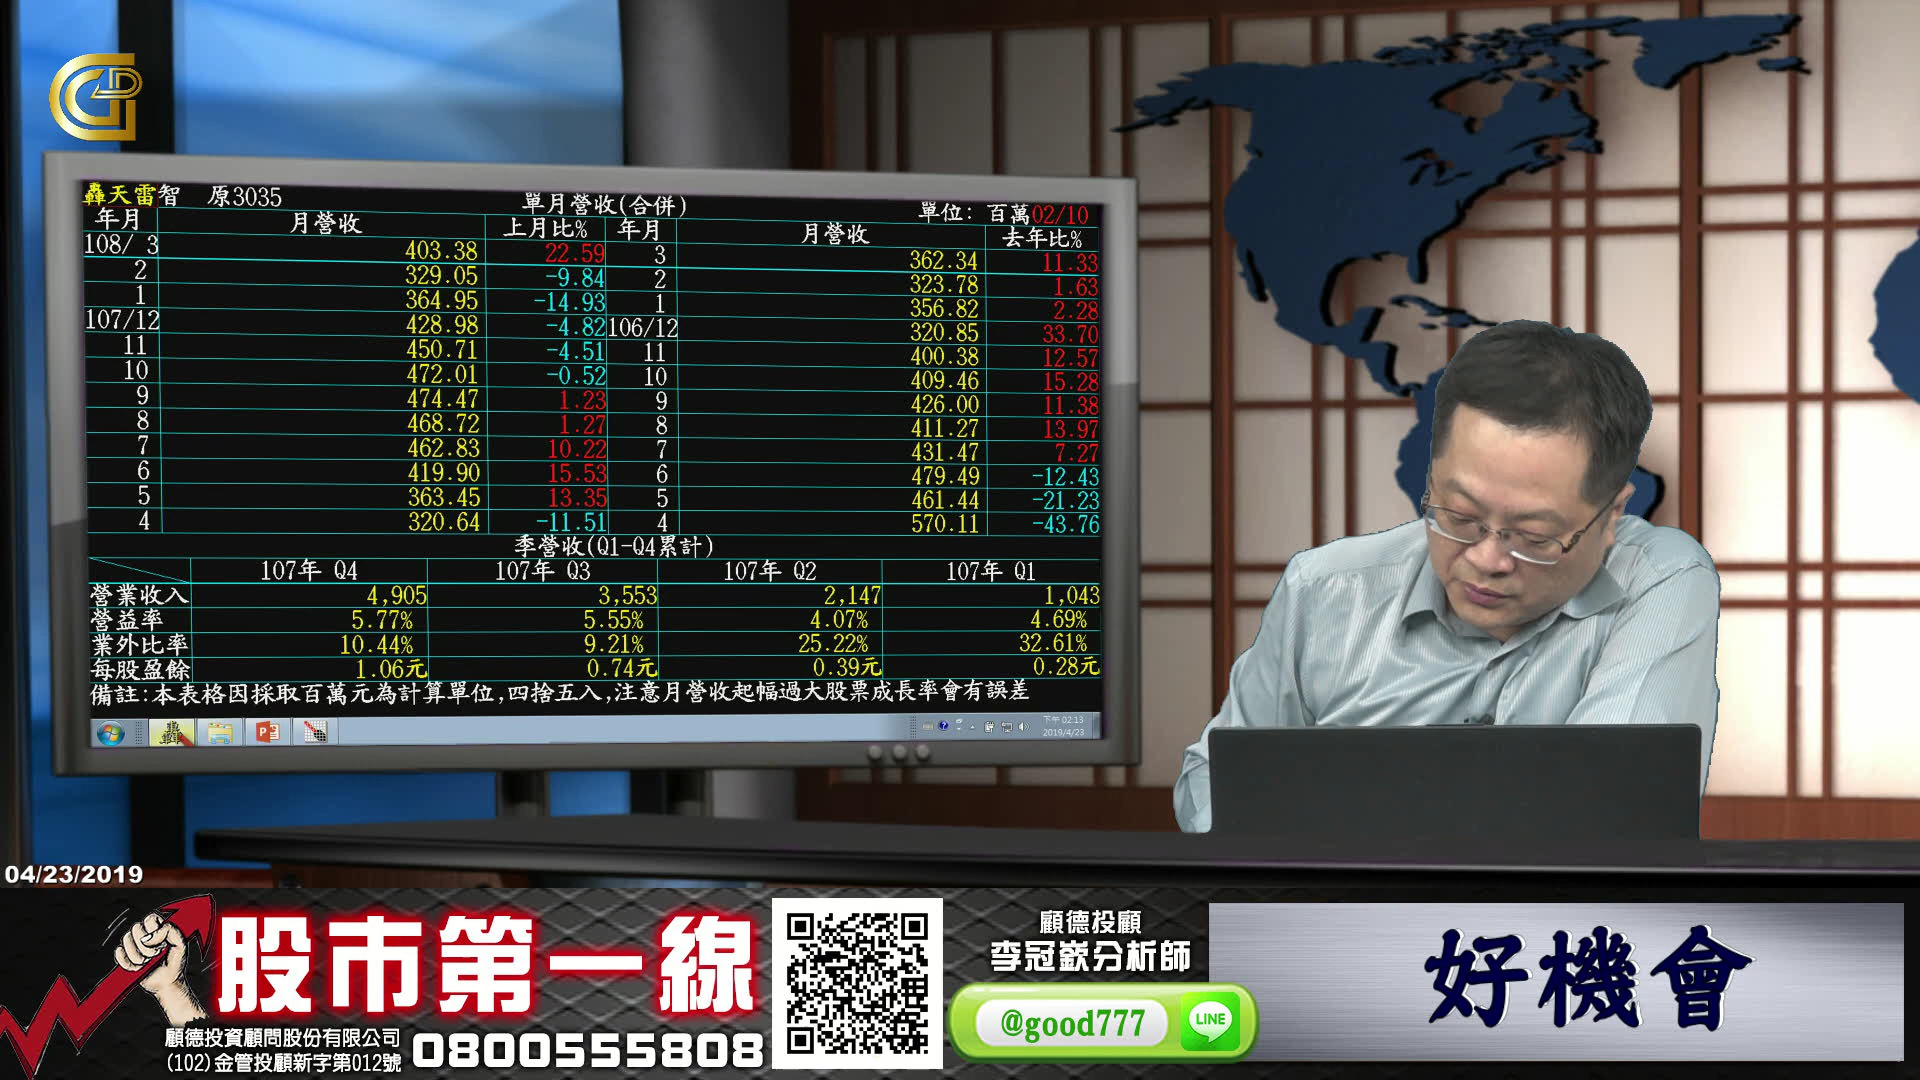 GD
轟天雷智 原3035 單月營收(合併) 單位: 百萬02/10
年月 月營收 上月比% 年月 月營收 去年比%
108/ 3 403.38 22.59 3 362.34 11.33
2 329.05 -9.84 2 323.78 1.63
1 364.95 -14.93 1 356.82 2.28
107/12 428.98 -4.82 106/12 320.85 33.70
11 450.71 -4.51 11 400.38 12.57
10 472.01 -0.52 10 409.46 15.28
9 474.47 1.23 9 426.00 11.38
8 468.72 1.27 8 411.27 13.97
7 462.83 10.22 7 431.47 7.27
6 419.90 15.53 6 479.49 -12.43
5 363.45 13.35 5 461.44 -21.23
4 320.64 -11.51 4 570.11 -43.76
季營收(Q1-Q4累計)
107年 Q4 107年 Q3 107年 Q2 107年 Q1
營業收入 4,905 3,553 2,147 1,043
營益率 5.77% 5.55% 4.07% 4.69%
業外比率 10.44% 9.21% 25.22% 32.61%
每股盈餘 1.06元 0.74元 0.39元 0.28元
備註:本表格因採取百萬元為計算單位,四捨五入,注意月營收起幅過大股票成長率會有誤差
下午 02:13
2019/4/23
04/23/2019
股市第一線
顧德投資顧問股份有限公司
(102)金管投顧新字第012號
0800555808
顧德投顧
李冠嶔分析師
@good777
LINE
好機會